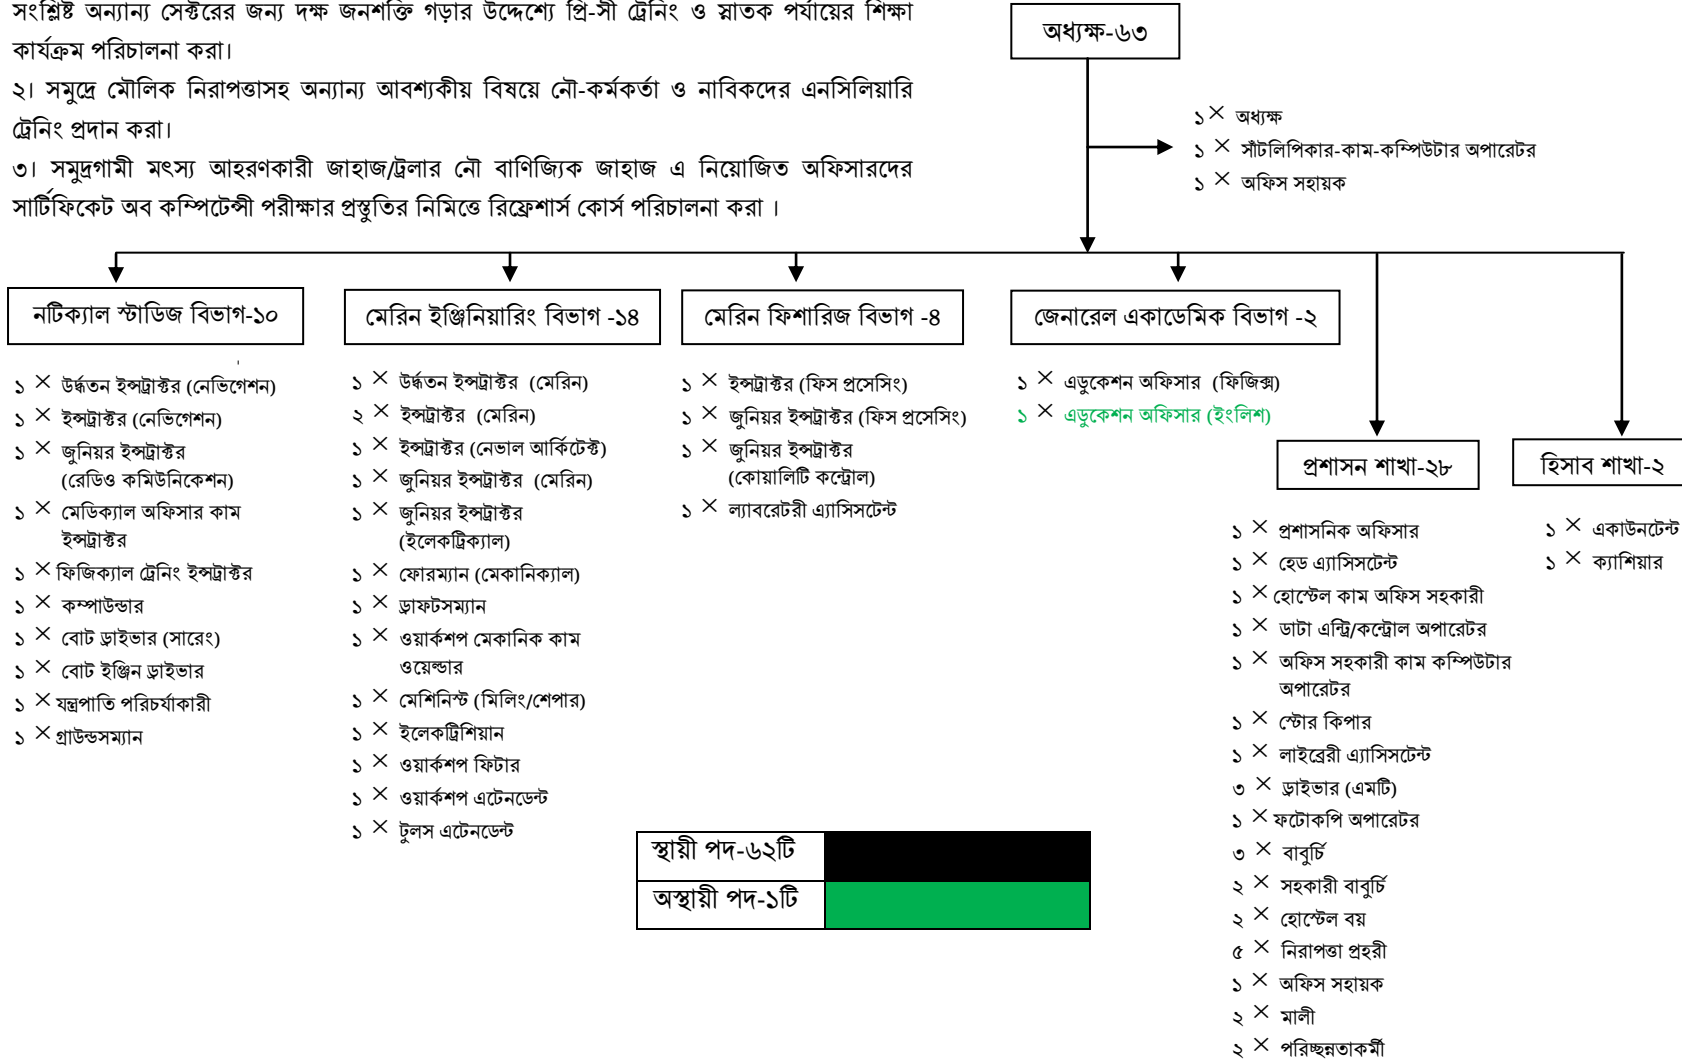 সংশ্লিষ্ট অন্যান্য সেক্টরের জন্য দক্ষ জনশক্তি গড়ার উদ্দেশ্যে প্রি-সী ট্রেনিং ও স্নাতক পর্যায়ের শিক্ষা
কার্যক্রম পরিচালনা করা।
২। সমুদ্রে মৌলিক নিরাপত্তাসহ অন্যান্য আবশ্যকীয় বিষয়ে নৌ-কর্মকর্তা ও নাবিকদের এনসিলিয়ারি
ট্রেনিং প্রদান করা।
৩। সমুদ্রগামী মৎস্য আহরণকারী জাহাজ/ট্রলার নৌ বাণিজ্যিক জাহাজ এ নিয়োজিত অফিসারদের
সার্টিফিকেট অব কম্পিটেন্সী পরীক্ষার প্রস্তুতির নিমিত্তে রিফ্রেশার্স কোর্স পরিচালনা করা ।
অধ্যক্ষ-৬৩
১ × অধ্যক্ষ
১ × সাঁটলিপিকার-কাম-কম্পিউটার অপারেটর
১ × অফিস সহায়ক
নটিক্যাল স্টাডিজ বিভাগ-১০
১ × উর্দ্ধতন ইন্সট্রাক্টর (নেভিগেশন)
১ × ইন্সট্রাক্টর (নেভিগেশন)
১ × জুনিয়র ইন্সট্রাক্টর
(রেডিও কমিউনিকেশন)
১ × মেডিক্যাল অফিসার কাম
ইন্সট্রাক্টর
১ × ফিজিক্যাল ট্রেনিং ইন্সট্রাক্টর
১ × কম্পাউন্ডার
১ × বোট ড্রাইভার (সারেং)
১ × বোট ইঞ্জিন ড্রাইভার
১ × যন্ত্রপাতি পরিচর্যাকারী
১ × গ্রাউন্ডসম্যান
মেরিন ইঞ্জিনিয়ারিং বিভাগ -১৪
১ × উর্দ্ধতন ইন্সট্রাক্টর (মেরিন)
২ × ইন্সট্রাক্টর (মেরিন)
১ × ইন্সট্রাক্টর (নেভাল আর্কিটেক্ট)
১ × জুনিয়র ইন্সট্রাক্টর (মেরিন)
১ × জুনিয়র ইন্সট্রাক্টর
(ইলেকট্রিক্যাল)
১ × ফোরম্যান (মেকানিক্যাল)
১ × ড্রাফটসম্যান
১ × ওয়ার্কশপ মেকানিক কাম
ওয়েল্ডার
১ × মেশিনিস্ট (মিলিং/শেপার)
১ × ইলেকট্রিশিয়ান
১ × ওয়ার্কশপ ফিটার
১ × ওয়ার্কশপ এটেনডেন্ট
১ × টুলস এটেনডেন্ট
মেরিন ফিশারিজ বিভাগ -৪
১ × ইন্সট্রাক্টর (ফিস প্রসেসিং)
১ × জুনিয়র ইন্সট্রাক্টর (ফিস প্রসেসিং)
১ × জুনিয়র ইন্সট্রাক্টর
(কোয়ালিটি কন্ট্রোল)
১ × ল্যাবরেটরী এ্যাসিসটেন্ট
জেনারেল একাডেমিক বিভাগ -২
১ × এডুকেশন অফিসার (ফিজিক্স)
১ × এডুকেশন অফিসার (ইংলিশ)
প্রশাসন শাখা-২৮
১ × প্রশাসনিক অফিসার
১ × হেড এ্যাসিসটেন্ট
১ × হোস্টেল কাম অফিস সহকারী
১ × ডাটা এন্ট্রি/কন্ট্রোল অপারেটর
১ × অফিস সহকারী কাম কম্পিউটার
অপারেটর
১ × স্টোর কিপার
১ × লাইব্রেরী এ্যাসিসটেন্ট
৩ × ড্রাইভার (এমটি)
১ × ফটোকপি অপারেটর
৩ × বাবুর্চি
২ × সহকারী বাবুর্চি
২ × হোস্টেল বয়
৫ × নিরাপত্তা প্রহরী
১ × অফিস সহায়ক
২ × মালী
২ × পরিচ্ছন্নতাকর্মী
হিসাব শাখা-২
১ × একাউনটেন্ট
১ × ক্যাশিয়ার
স্থায়ী পদ-৬২টি
অস্থায়ী পদ-১টি